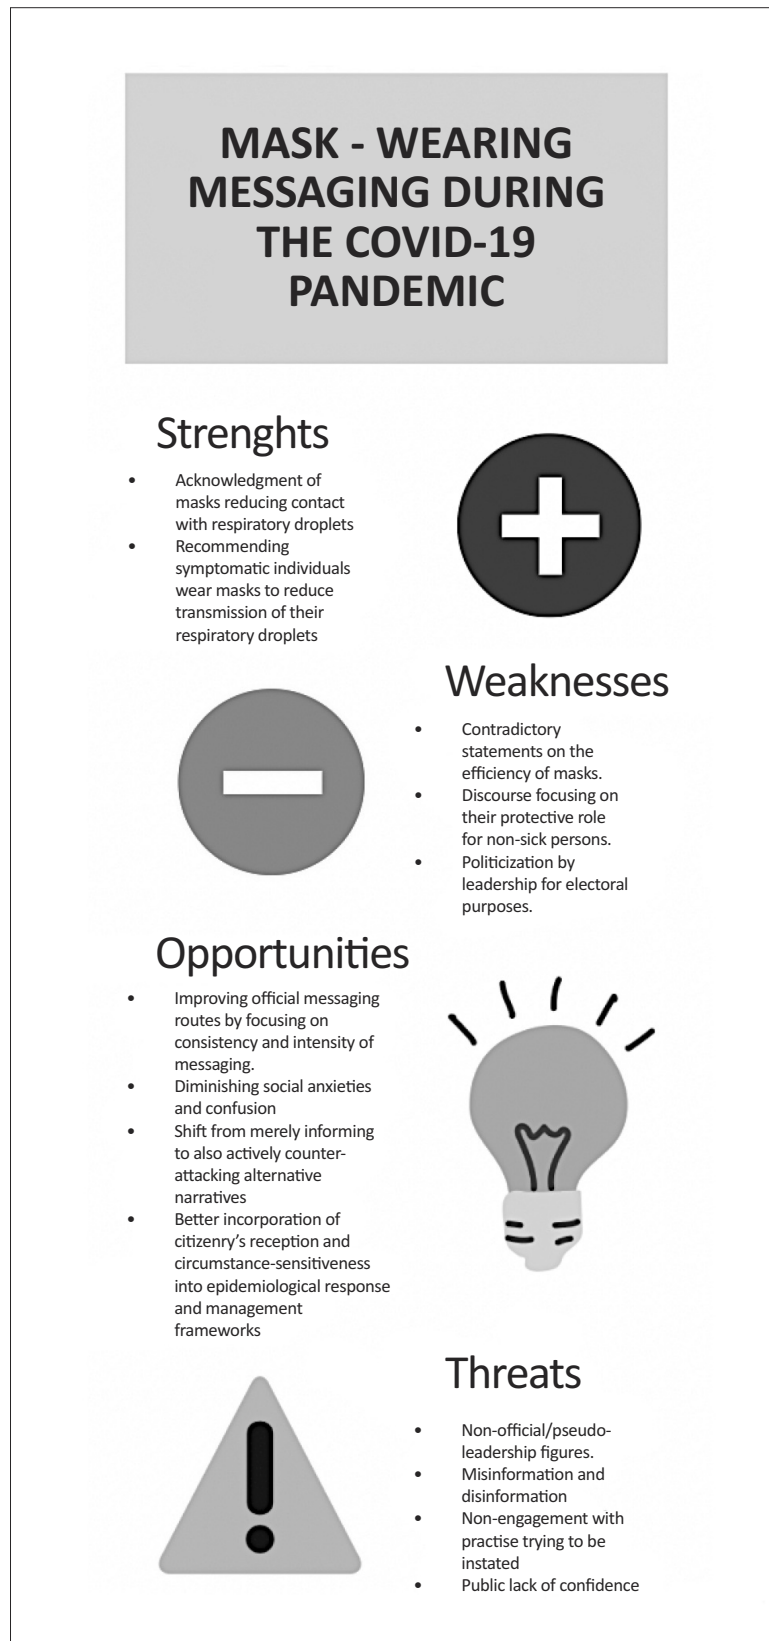 MASK - WEARING
MESSAGING DURING
THE COVID-19
PANDEMIC
Strenghts
• Acknowledgment of
masks reducing contact
with respiratory droplets
• Recommending
symptomatic individuals
wear masks to reduce
transmission of their
respiratory droplets
Weaknesses
• Contradictory
statements on the
efficiency of masks.
• Discourse focusing on
their protective role
for non-sick persons.
• Politicization by
leadership for electoral
purposes.
Opportunities
• Improving official messaging
routes by focusing on
consistency and intensity of
messaging.
• Diminishing social anxieties
and confusion
• Shift from merely informing
to also actively counter-
attacking alternative
narratives
• Better incorporation of
citizenry's reception and
circumstance-sensitiveness
into epidemiological response
and management
frameworks
Threats
• Non-official/pseudo-
leadership figures.
• Misinformation and
disinformation
• Non-engagement with
practise trying to be
instated
• Public lack of confidence